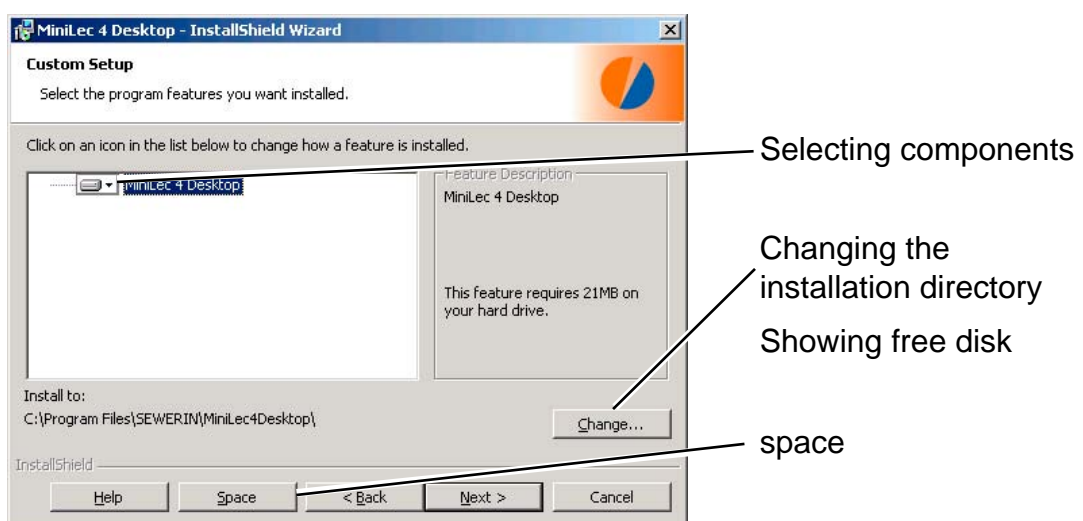 MiniLec 4 Desktop - InstallShield Wizard
Custom Setup
Select the program features you want installed.
Click on an icon in the list below to change how a feature is installed.
MiniLec 4 Desktop
Feature Description
MiniLec 4 Desktop
This feature requires 21MB on
your hard drive.
Install to:
C:\Program Files\SEWERIN\MiniLec4Desktop\
Change...
InstallShield
Help
Space
< Back
Next >
Cancel
Selecting components
Changing the
installation directory
Showing free disk
space